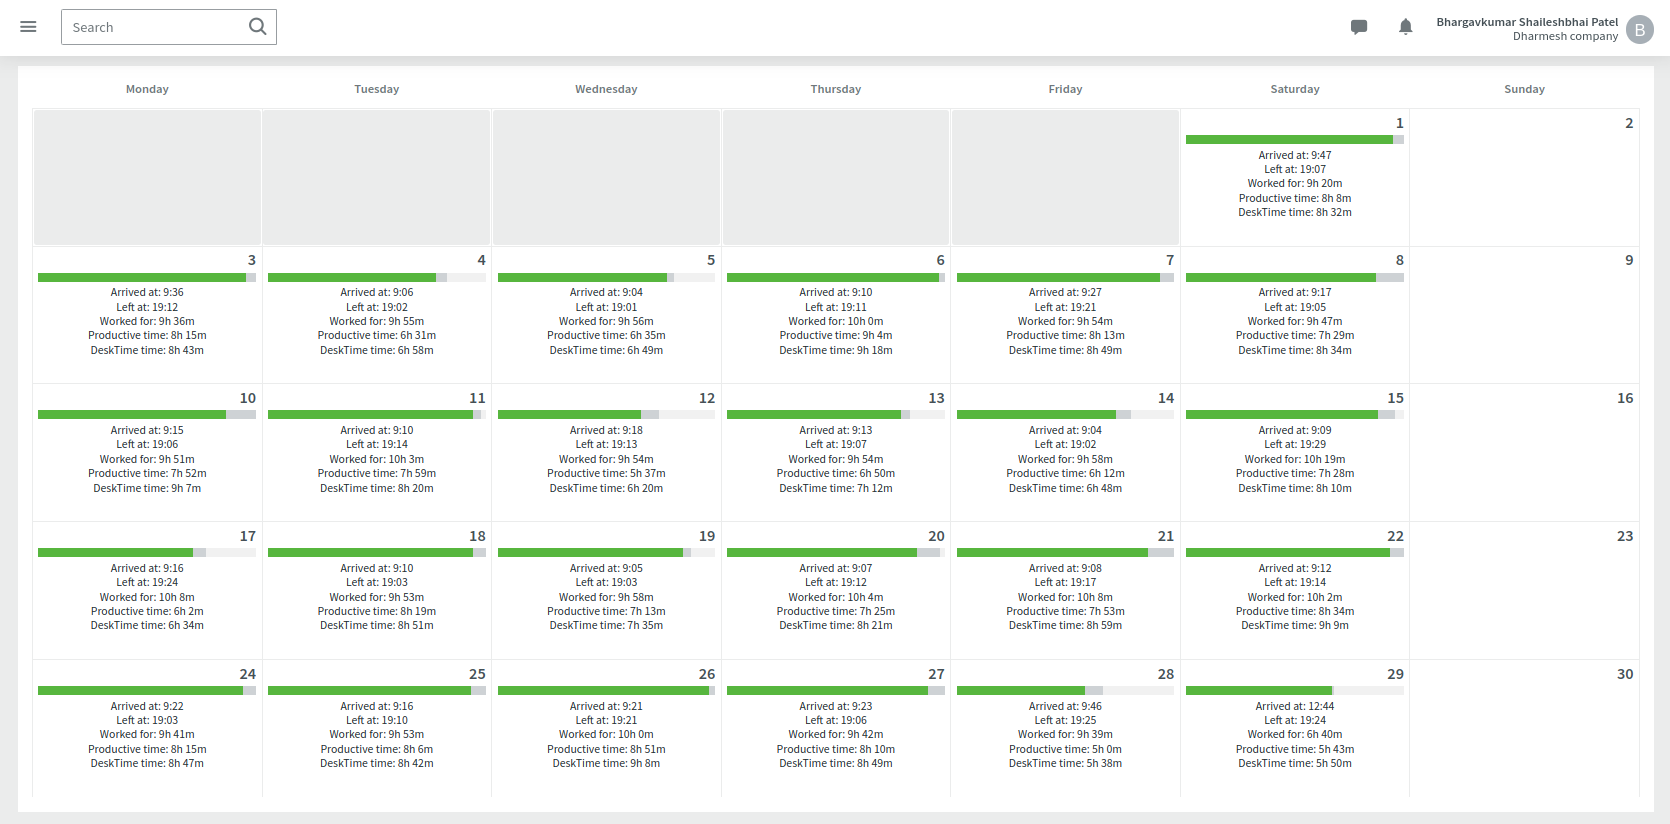 Search
Bhargavkumar Shaileshbhai Patel
Dharmesh company
B
Monday Tuesday Wednesday Thursday Friday Saturday Sunday
1
Arrived at: 9:47
Left at: 19:07
Worked for: 9h 20m
Productive time: 8h 8m
DeskTime time: 8h 32m
2
3
Arrived at: 9:36
Left at: 19:12
Worked for: 9h 36m
Productive time: 8h 15m
DeskTime time: 8h 43m
4
Arrived at: 9:06
Left at: 19:02
Worked for: 9h 55m
Productive time: 6h 31m
DeskTime time: 6h 58m
5
Arrived at: 9:04
Left at: 19:01
Worked for: 9h 56m
Productive time: 6h 35m
DeskTime time: 6h 49m
6
Arrived at: 9:10
Left at: 19:11
Worked for: 10h 0m
Productive time: 9h 4m
DeskTime time: 9h 18m
7
Arrived at: 9:27
Left at: 19:21
Worked for: 9h 54m
Productive time: 8h 13m
DeskTime time: 8h 49m
8
Arrived at: 9:17
Left at: 19:05
Worked for: 9h 47m
Productive time: 7h 29m
DeskTime time: 8h 34m
9
10
Arrived at: 9:15
Left at: 19:06
Worked for: 9h 51m
Productive time: 7h 52m
DeskTime time: 9h 7m
11
Arrived at: 9:10
Left at: 19:14
Worked for: 10h 3m
Productive time: 7h 59m
DeskTime time: 8h 20m
12
Arrived at: 9:18
Left at: 19:13
Worked for: 9h 54m
Productive time: 5h 37m
DeskTime time: 6h 20m
13
Arrived at: 9:13
Left at: 19:07
Worked for: 9h 54m
Productive time: 6h 50m
DeskTime time: 7h 12m
14
Arrived at: 9:04
Left at: 19:02
Worked for: 9h 58m
Productive time: 6h 12m
DeskTime time: 6h 48m
15
Arrived at: 9:09
Left at: 19:29
Worked for: 10h 19m
Productive time: 7h 28m
DeskTime time: 8h 10m
16
17
Arrived at: 9:16
Left at: 19:24
Worked for: 10h 8m
Productive time: 6h 2m
DeskTime time: 6h 34m
18
Arrived at: 9:10
Left at: 19:03
Worked for: 9h 53m
Productive time: 8h 19m
DeskTime time: 8h 51m
19
Arrived at: 9:05
Left at: 19:03
Worked for: 9h 58m
Productive time: 7h 13m
DeskTime time: 7h 35m
20
Arrived at: 9:07
Left at: 19:12
Worked for: 10h 4m
Productive time: 7h 25m
DeskTime time: 8h 21m
21
Arrived at: 9:08
Left at: 19:17
Worked for: 10h 8m
Productive time: 7h 53m
DeskTime time: 8h 59m
22
Arrived at: 9:12
Left at: 19:14
Worked for: 10h 2m
Productive time: 8h 34m
DeskTime time: 9h 9m
23
24
Arrived at: 9:22
Left at: 19:03
Worked for: 9h 41m
Productive time: 8h 15m
DeskTime time: 8h 47m
25
Arrived at: 9:16
Left at: 19:10
Worked for: 9h 53m
Productive time: 8h 6m
DeskTime time: 8h 42m
26
Arrived at: 9:21
Left at: 19:21
Worked for: 10h 0m
Productive time: 8h 51m
DeskTime time: 9h 8m
27
Arrived at: 9:23
Left at: 19:06
Worked for: 9h 42m
Productive time: 8h 10m
DeskTime time: 8h 49m
28
Arrived at: 9:46
Left at: 19:25
Worked for: 9h 39m
Productive time: 5h 0m
DeskTime time: 5h 38m
29
Arrived at: 12:44
Left at: 19:24
Worked for: 6h 40m
Productive time: 5h 43m
DeskTime time: 5h 50m
30